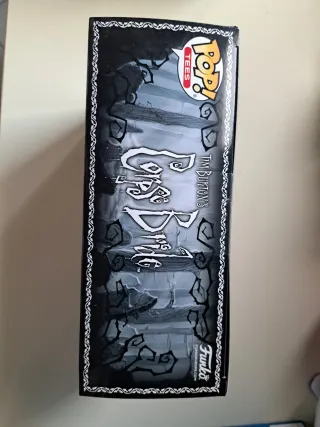 POP!
TEES
TIM BURTON'S
Corpse Bride
Funko